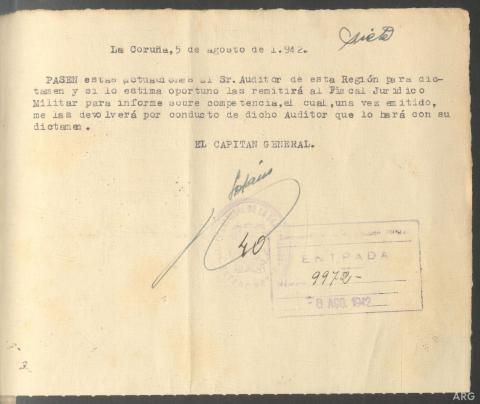 siete
La Coruña, 5 de agosto de 1.942.
PASEN estas actuaciones al Sr. Auditor de esta Región para dic-
tamen y si lo estima oportuno las remitirá al Fiscal Jurídico
Militar para informe sobre competencia, el cual, una vez emitido,
me las devolverá por conducto de dicho Auditor que lo hará con su
dictamen.
EL CAPITAN GENERAL.
40
ENTRADA
9972-
8 AGO. 1942
ARG